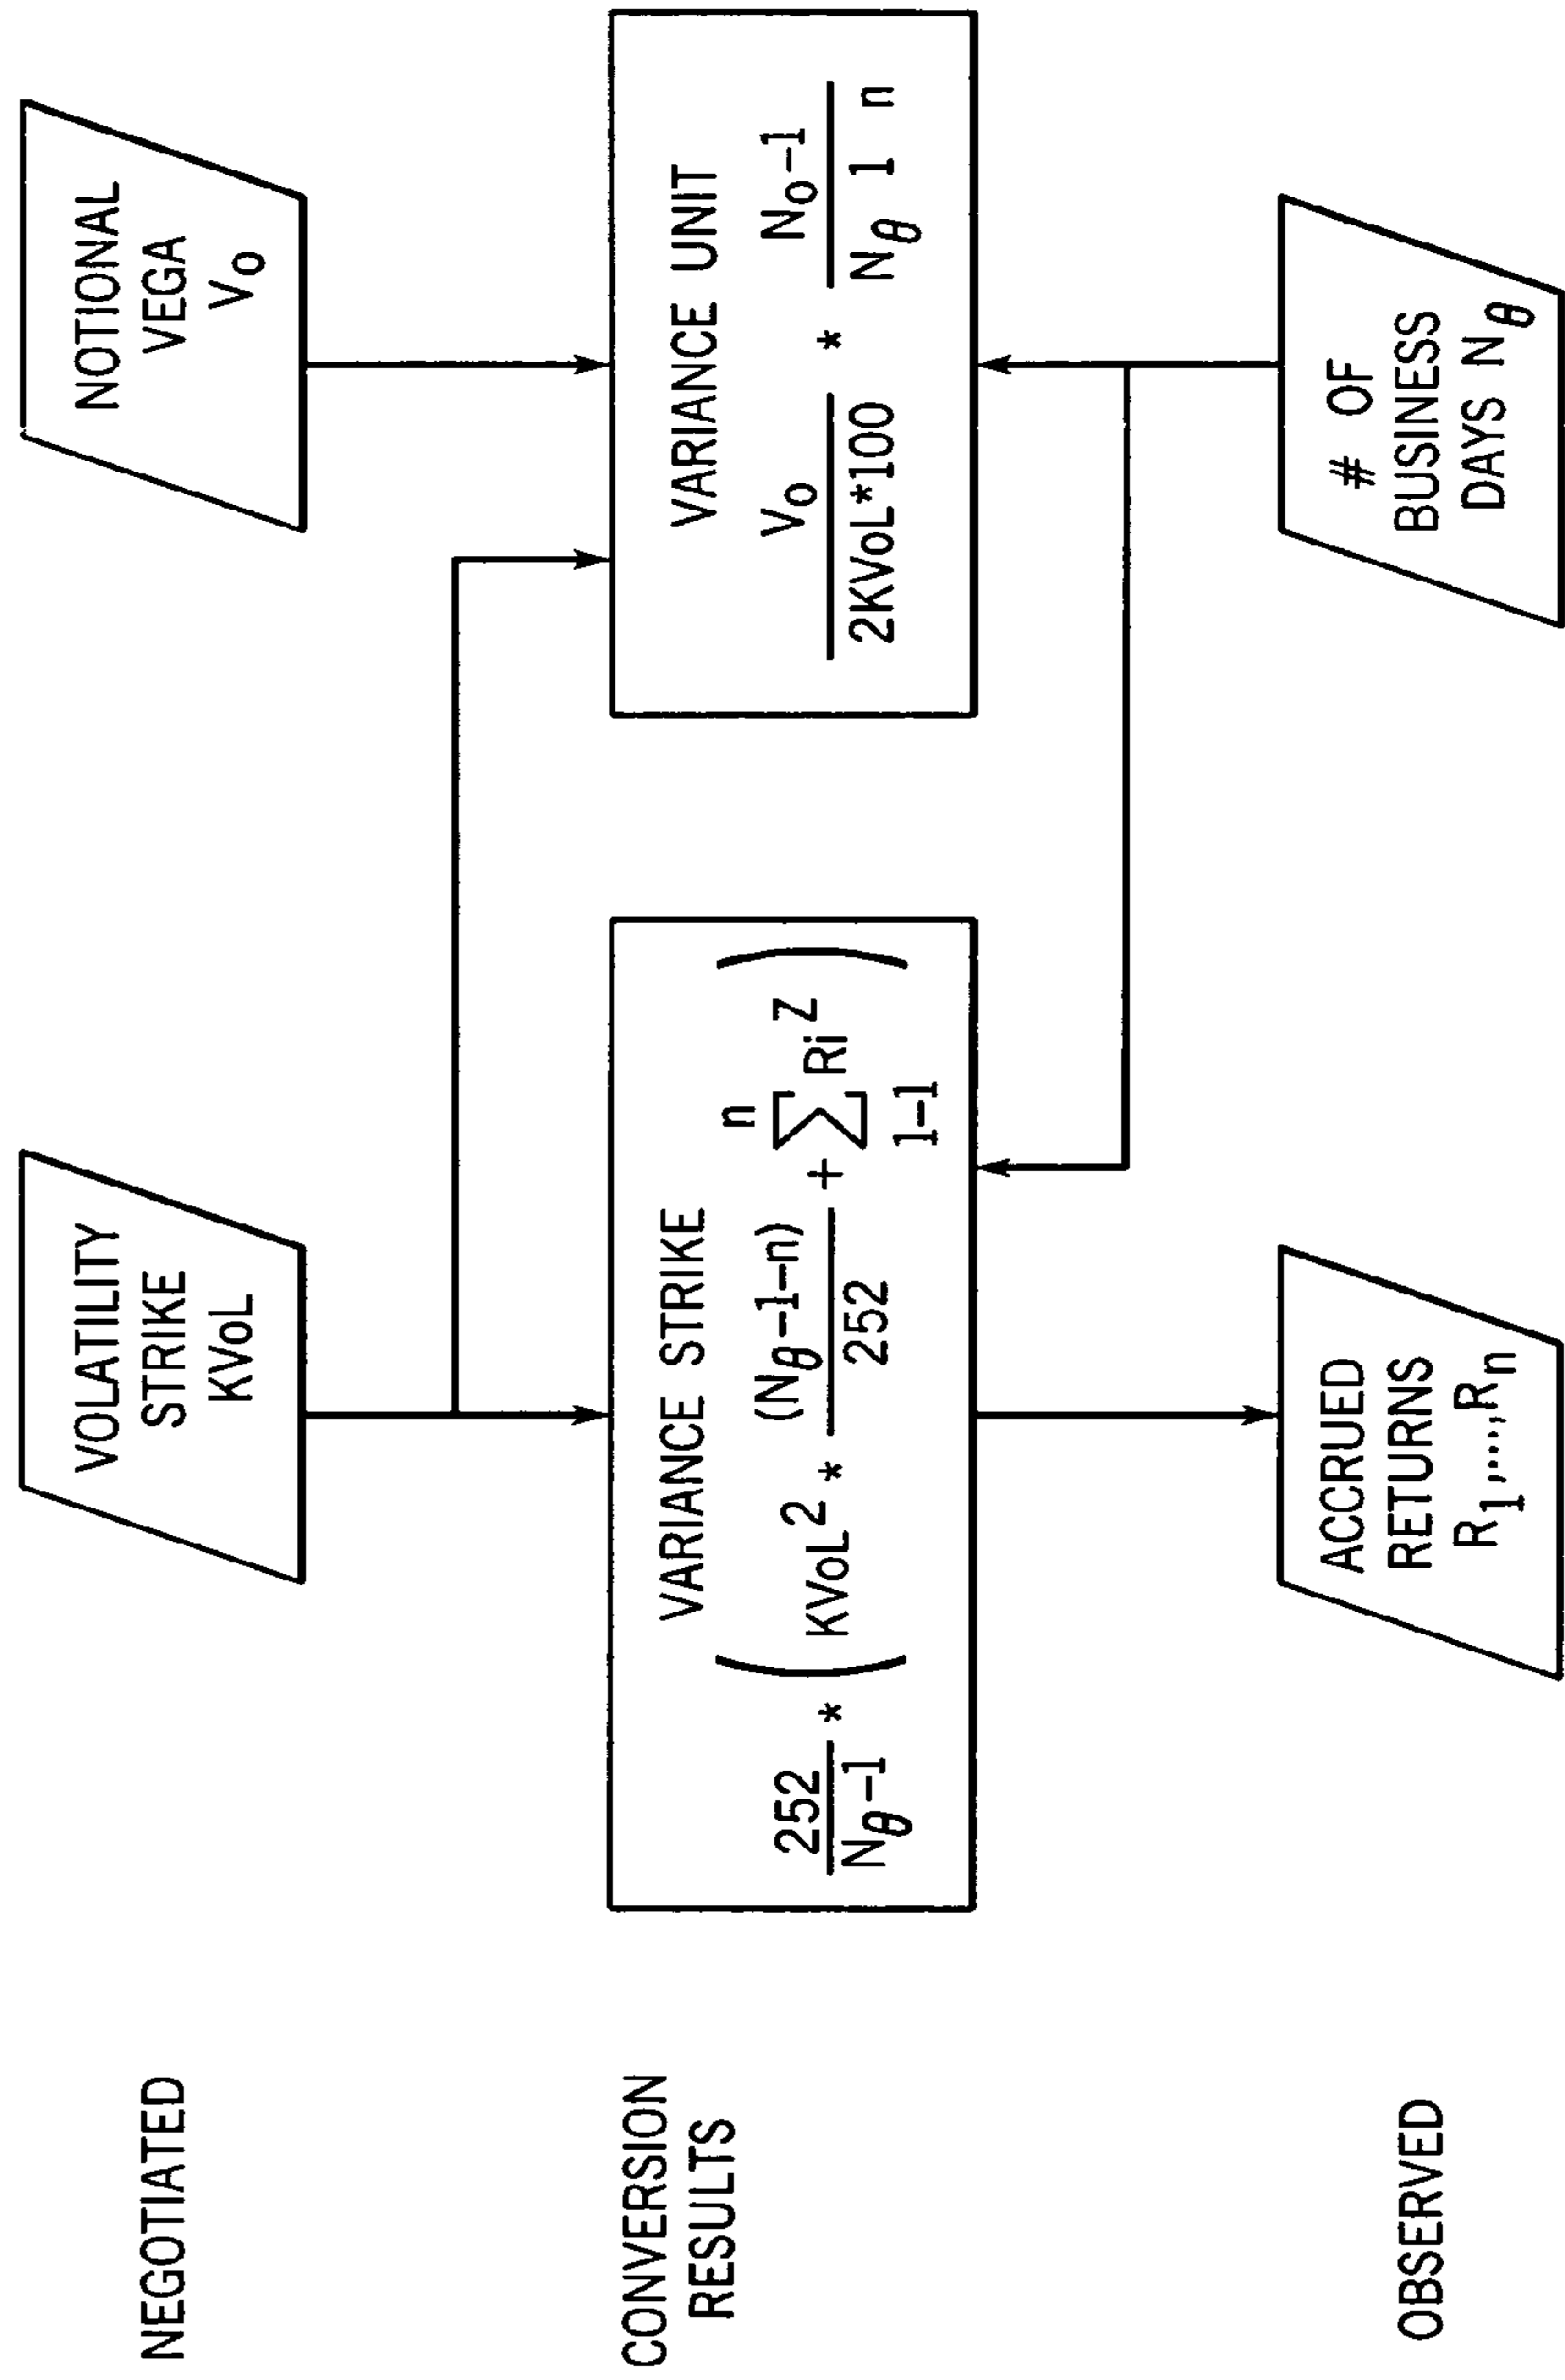 NEGOTIATED
VOLATILITY
STRIKE
KVoL
NOTIONAL
VEGA
Vo
CONVERSION
RESULTS
VARIANCE STRIKE
252
Nθ-1
*
(
KVoL²
*
(Nθ-1-n)
252
+
n
∑ Ri^Z
1-1
)
VARIANCE UNIT
Vo
2KVoL*100
*
No-1
Nθ 1 n
OBSERVED
ACCRUED
RETURNS
R1,...,Rn
# OF
BUSINESS
DAYS Nθ